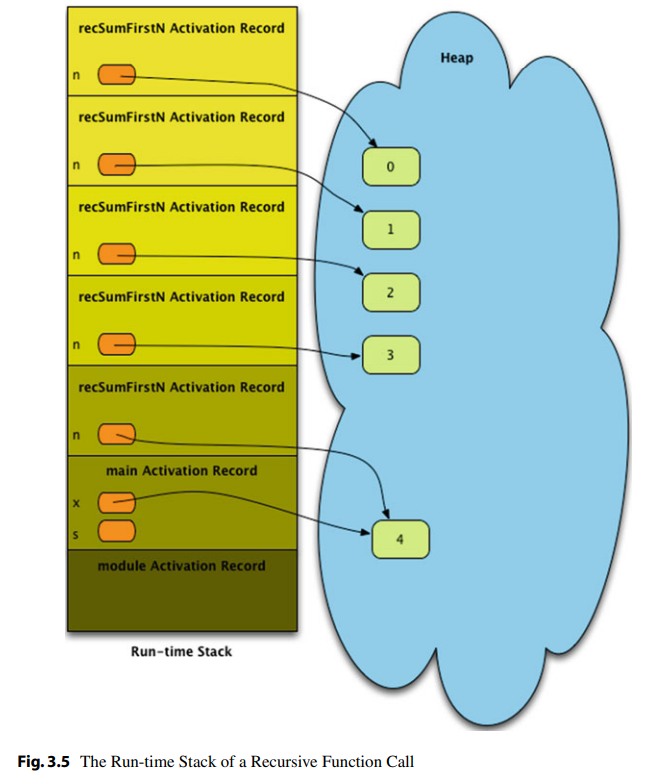 recSumFirstN Activation Record
n
recSumFirstN Activation Record
n
recSumFirstN Activation Record
n
recSumFirstN Activation Record
n
recSumFirstN Activation Record
n
main Activation Record
x
s
module Activation Record
Run-time Stack
Heap
0
1
2
3
4
Fig. 3.5 The Run-time Stack of a Recursive Function Call